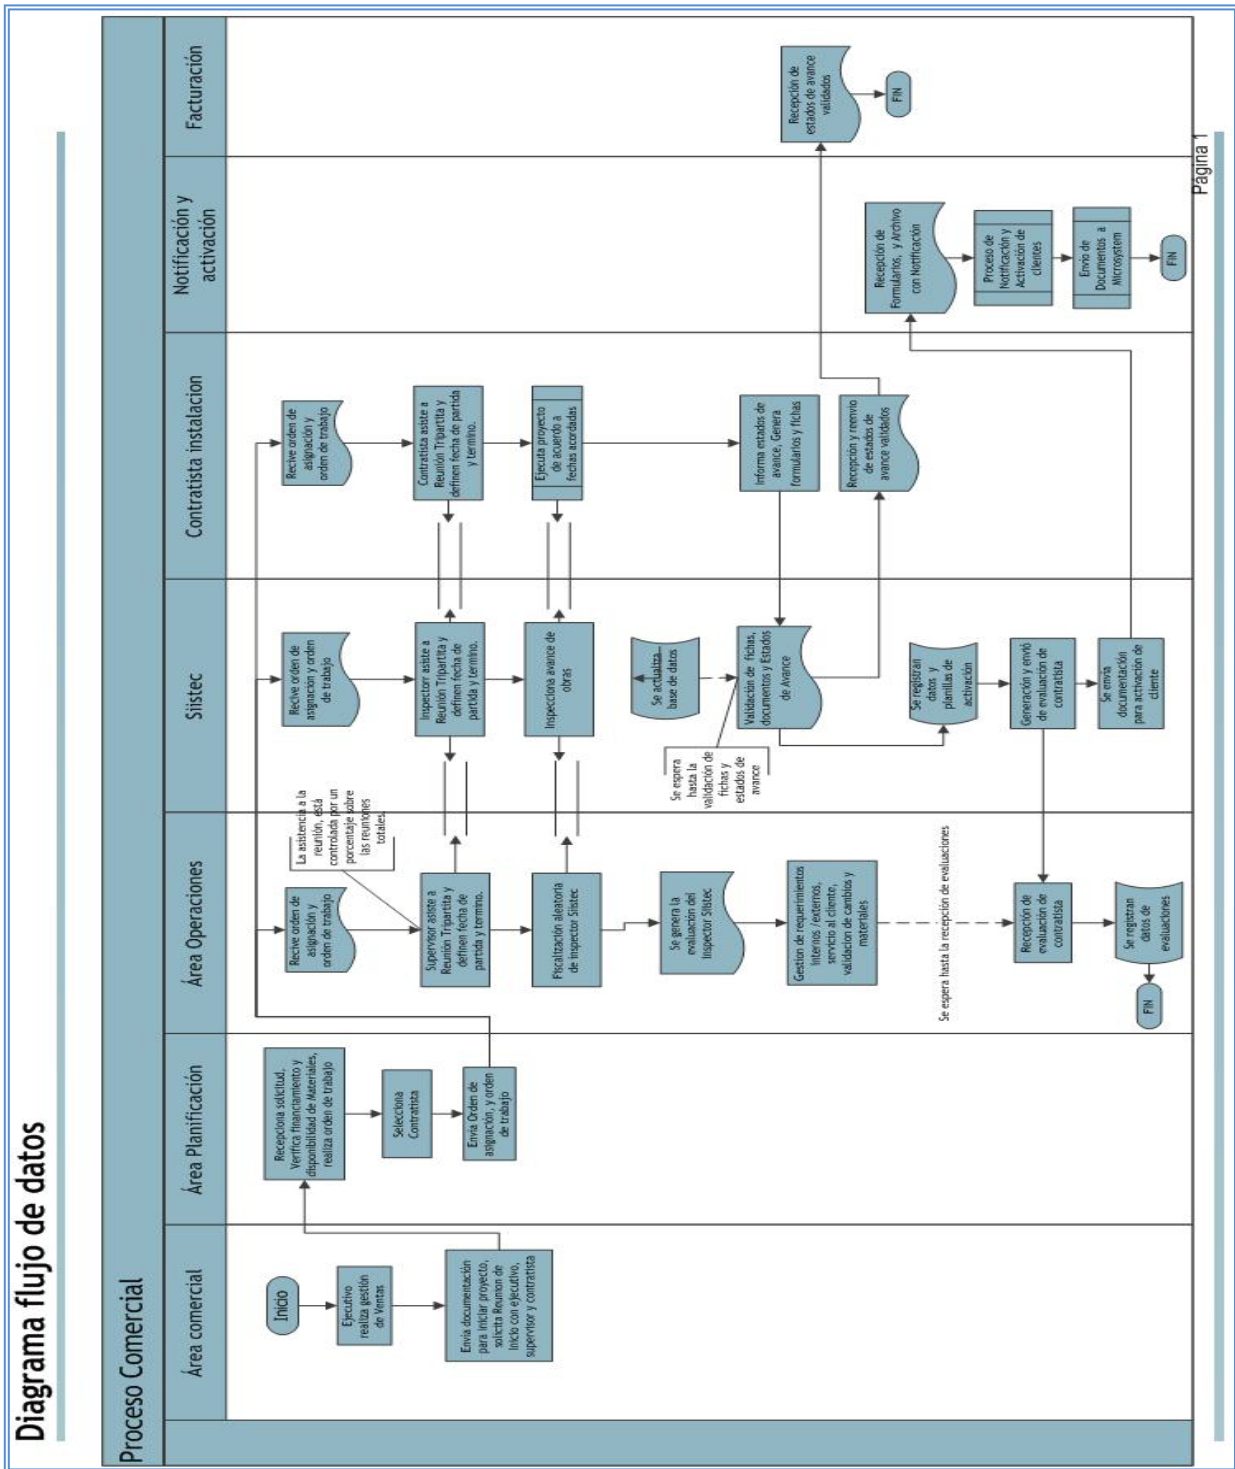 Diagrama flujo de datos
Proceso Comercial
Área comercial
Área Planificación
Área Operaciones
Siistec
Contratista instalacion
Notificación y
activación
Facturación
Inicio
Ejecutivo
realiza gestión
de Ventas
Envía documentación
para iniciar proyecto,
solicita Reunion de
Inicio con ejecutivo,
supervisor y contratista
Recepciona solicitud,
Verifica financiamiento y
disponibilidad de Materiales,
realiza orden de trabajo
Selecciona
Contratista
Envía Orden de
asignación, y orden
de trabajo
Recive orden de
asignación y
orden de trabajo
La asistencia a la
reunión, está
controlada por un
porcentaje sobre
las reuniones
totales.
Supervisor asiste a
Reunión Tripartita y
definen fecha de
partida y termino.
Fiscalización aleatoria
de inspector Siistec
Se genera la
evaluación del
Inspector Siistec
Gestion de requerimientos
Internos /externos,
servicio al cliente,
validacion de cambios y
materiales
Se espera hasta la recepción de evaluaciones
Recepción de
evaluación de
contratista
Se registran
datos de
evaluaciones
FIN
Recive orden de
asignación y orden
de trabajo
Inspectorr asiste a
Reunión Tripartita y
definen fecha de
partida y termino.
Inspecciona avance de
obras
Se actualiza
base de datos
Se espera
hasta la
validación de
fichas y
estados de
avance
Validación de fichas,
documentos y Estados
de Avance
Se registran
datos y
planillas de
activación
Generación y envió
de evaluación de
contratista
Se envia
documentación
para activación de
cliente
Recive orden de
asignación y
orden de trabajo
Contratista asiste a
Reunión Tripartita y
definen fecha de partida
y termino.
Ejecuta proyecto
de acuerdo a
fechas acordadas
Informa estados de
avance, Genera
formularios y fichas
Recepción y reenvio
de estados de
avance validados
Recepción de
Formularios, y Archivo
con Notificación
Proceso de
Notificación y
Activación de
clientes
Envio de
Documentos a
Microsystem
FIN
Recepción de
estados de avance
validados
FIN
Página 1